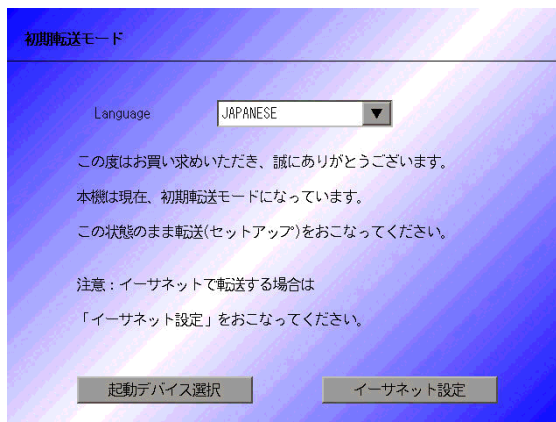 初期転送モード
Language JAPANESE ▼
この度はお買い求めいただき、誠にありがとうございます。
本機は現在、初期転送モードになっています。
この状態のまま転送(セットアップ)をおこなってください。
注意：イーサネットで転送する場合は
「イーサネット設定」をおこなってください。
起動デバイス選択 イーサネット設定